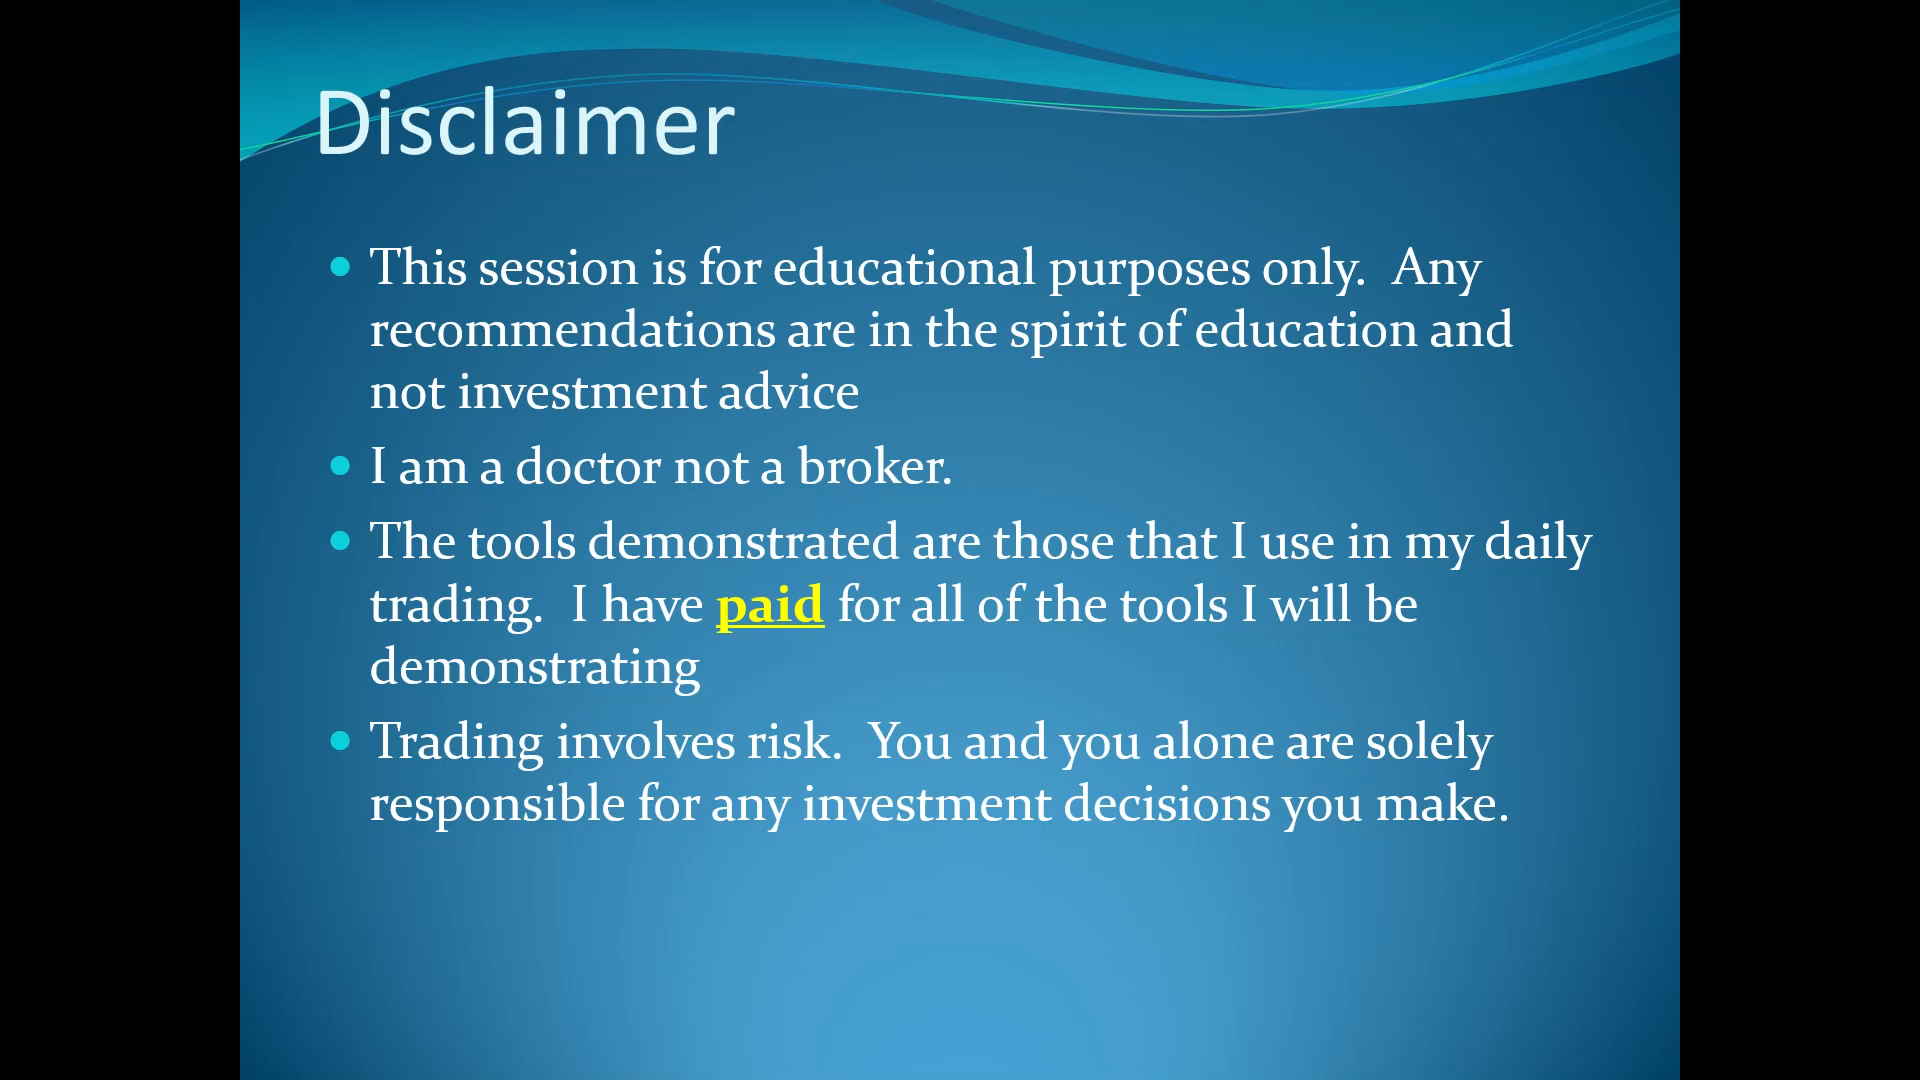 Disclaimer
This session is for educational purposes only.  Any
recommendations are in the spirit of education and
not investment advice
I am a doctor not a broker.
The tools demonstrated are those that I use in my daily
trading.  I have paid for all of the tools I will be
demonstrating
Trading involves risk.  You and you alone are solely
responsible for any investment decisions you make.